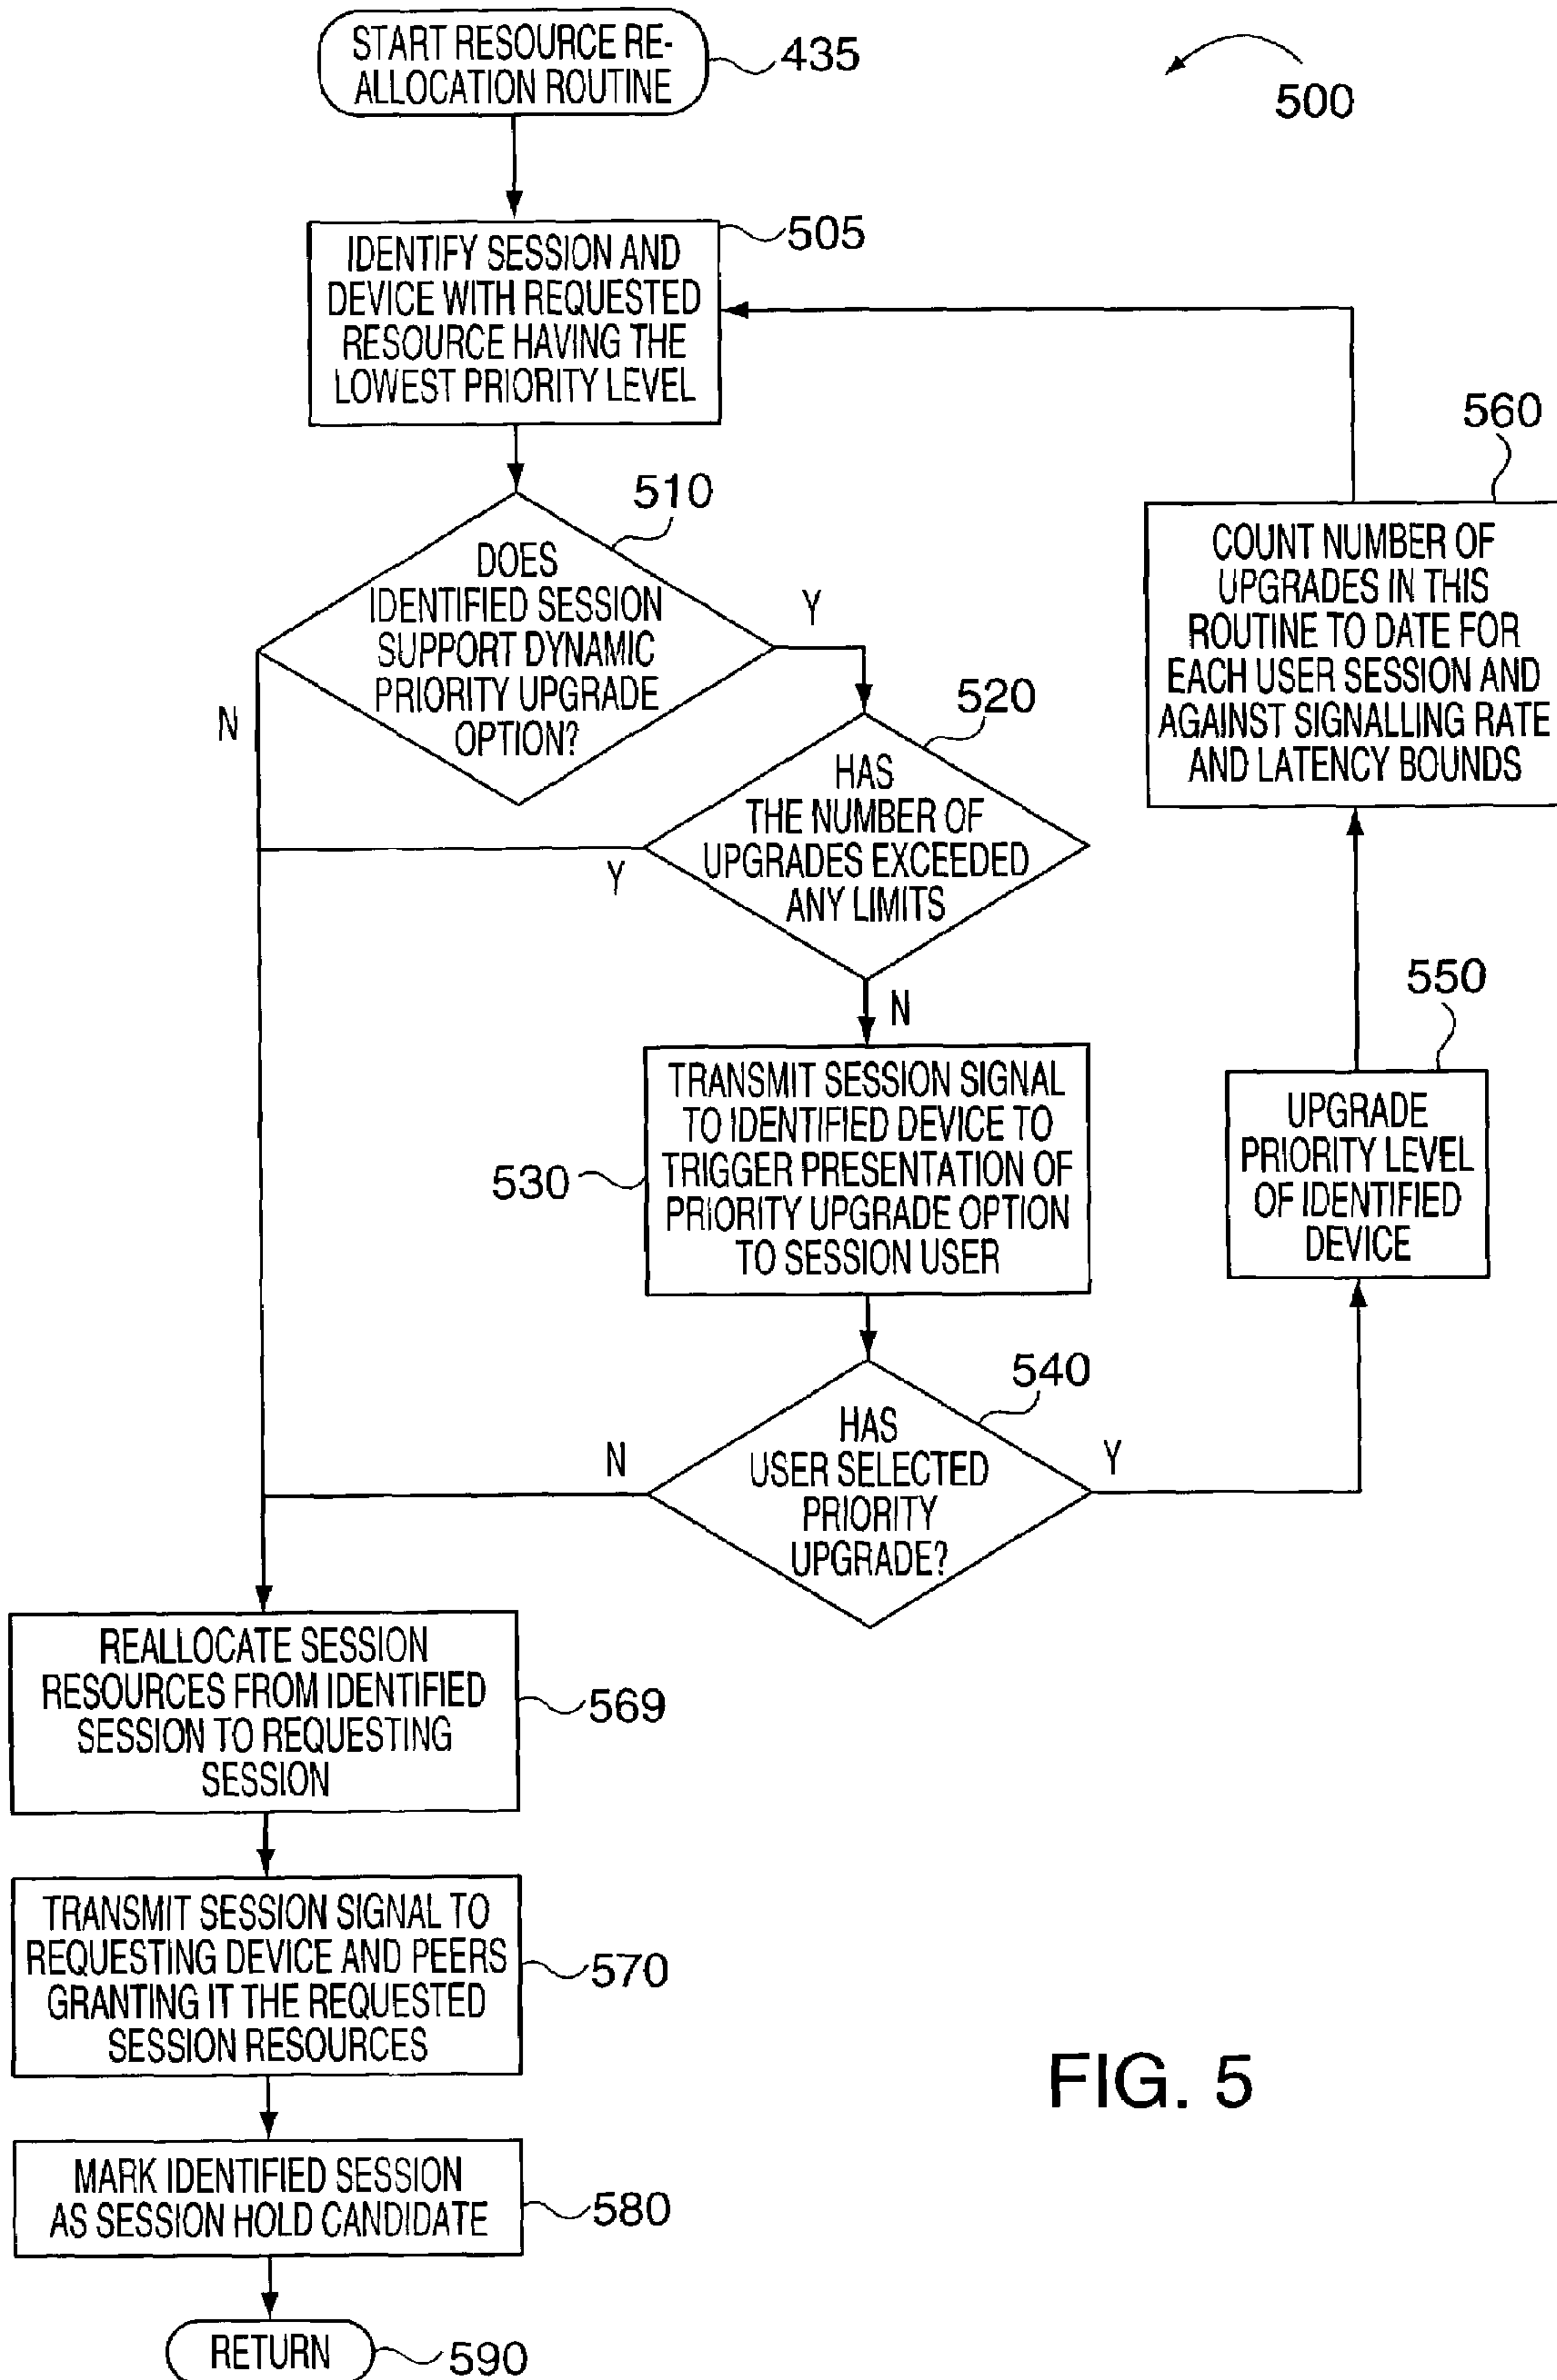 START RESOURCE RE-
ALLOCATION ROUTINE
435
500
IDENTIFY SESSION AND
DEVICE WITH REQUESTED
RESOURCE HAVING THE
LOWEST PRIORITY LEVEL
505
510
DOES
IDENTIFIED SESSION
SUPPORT DYNAMIC
PRIORITY UPGRADE
OPTION?
Y
N
520
HAS
THE NUMBER OF
UPGRADES EXCEEDED
ANY LIMITS
Y
N
530
TRANSMIT SESSION SIGNAL
TO IDENTIFIED DEVICE TO
TRIGGER PRESENTATION OF
PRIORITY UPGRADE OPTION
TO SESSION USER
540
HAS
USER SELECTED
PRIORITY
UPGRADE?
N
Y
550
UPGRADE
PRIORITY LEVEL
OF IDENTIFIED
DEVICE
560
COUNT NUMBER OF
UPGRADES IN THIS
ROUTINE TO DATE FOR
EACH USER SESSION AND
AGAINST SIGNALLING RATE
AND LATENCY BOUNDS
REALLOCATE SESSION
RESOURCES FROM IDENTIFIED
SESSION TO REQUESTING
SESSION
569
TRANSMIT SESSION SIGNAL TO
REQUESTING DEVICE AND PEERS
GRANTING IT THE REQUESTED
SESSION RESOURCES
570
MARK IDENTIFIED SESSION
AS SESSION HOLD CANDIDATE
580
RETURN
590
FIG. 5